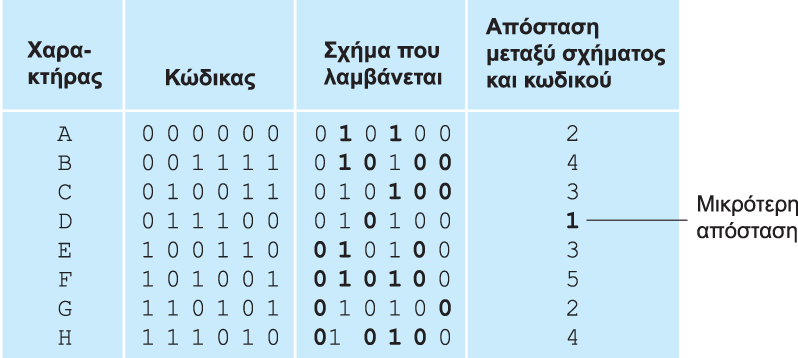 Χαρα-
κτήρας
Κώδικας
Σχήμα που
λαμβάνεται
Απόσταση
μεταξύ σχήματος
και κωδικού
A 0 0 0 0 0 0 0 1 0 1 0 0 2
B 0 0 1 1 1 1 0 1 0 1 0 0 4
C 0 1 0 0 1 1 0 1 0 1 0 0 3
D 0 1 1 1 0 0 0 1 0 1 0 0 1
E 1 0 0 1 1 0 0 1 0 1 0 0 3
F 1 0 1 0 0 1 0 1 0 1 0 0 5
G 1 1 0 1 0 1 0 1 0 1 0 0 2
H 1 1 1 0 1 0 01 0 1 0 0 4
Μικρότερη
απόσταση